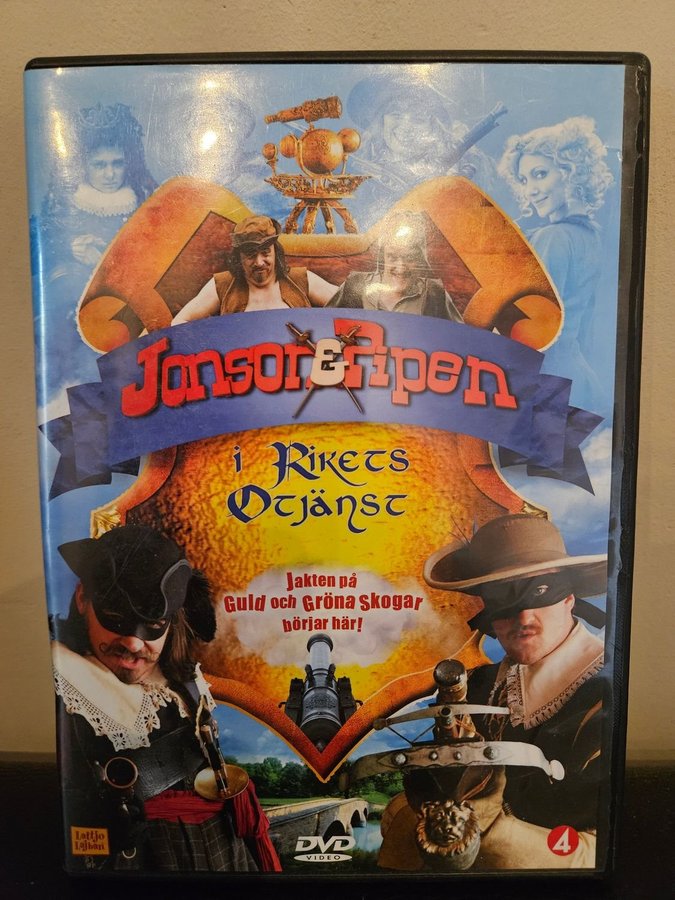 Jonson & Pipen
i Rikets
Otjänst
Jakten på
Guld och Gröna Skogar
börjar här!
Lattjo
Lajban
DVD
VIDEO
4